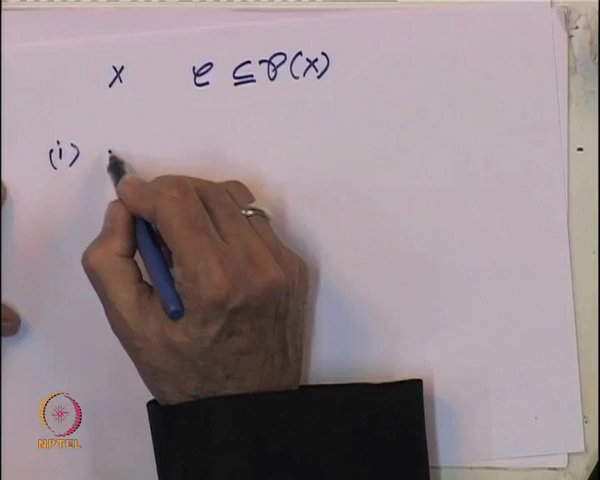 X 𝒞 ⊆ 𝒫(X)
(i)
NPTEL